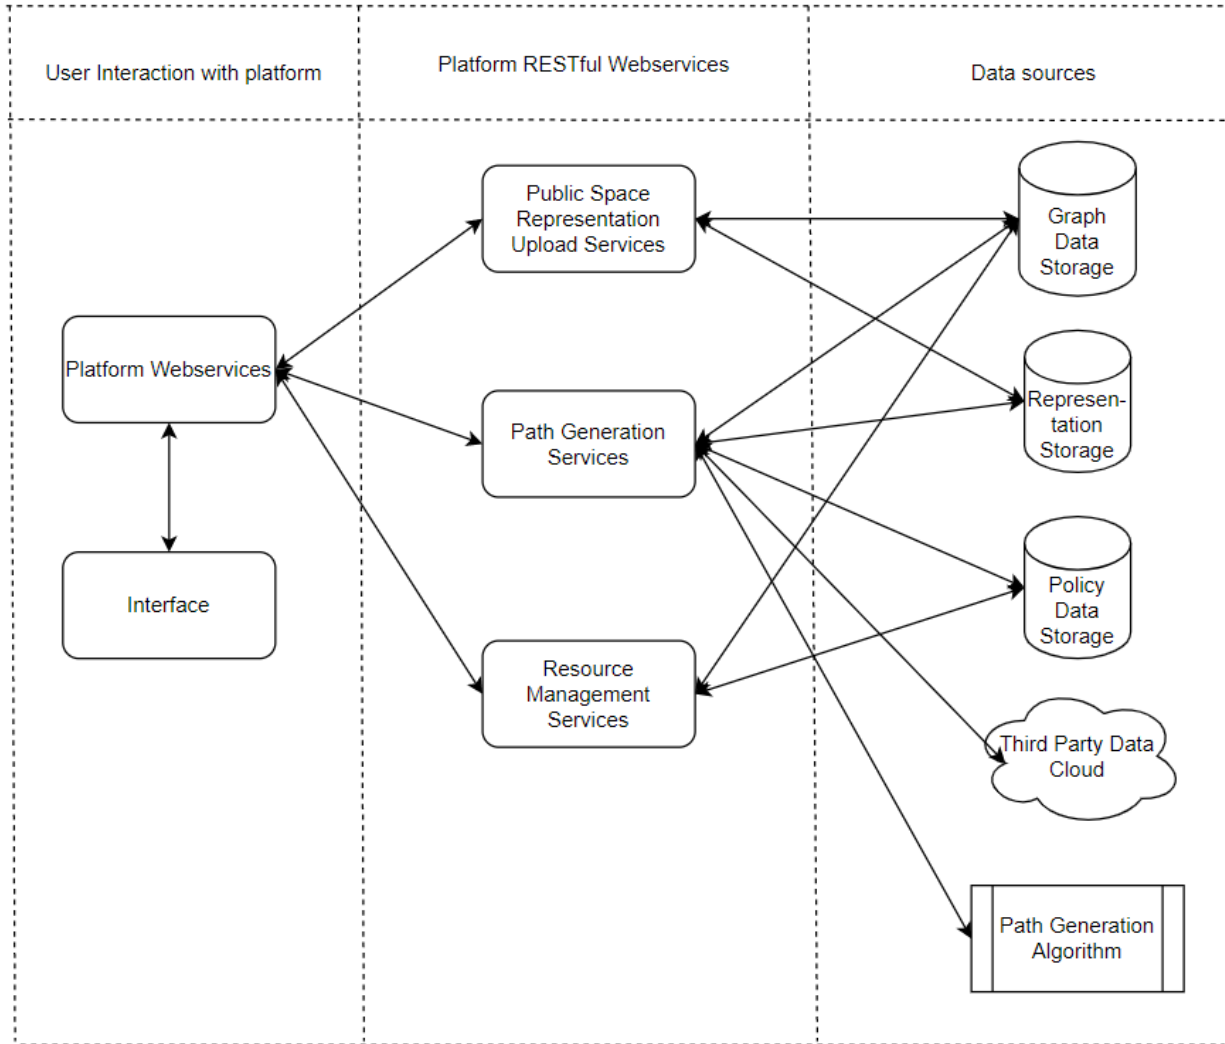 User Interaction with platform
Platform RESTful Webservices
Data sources
Public Space
Representation
Upload Services
Graph
Data
Storage
Platform Webservices
Represen-
tation
Storage
Path Generation
Services
Interface
Policy
Data
Storage
Resource
Management
Services
Third Party Data
Cloud
Path Generation
Algorithm